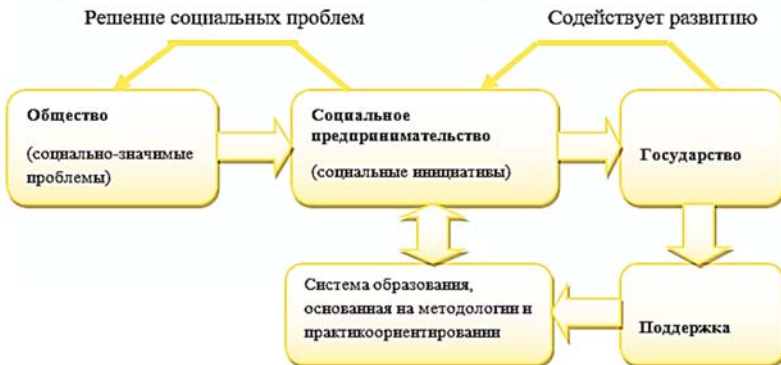 Решение социальных проблем
Содействует развитию
Общество
(социально-значимые
проблемы)
Социальное
предпринимательство
(социальные инициативы)
Государство
Система образования,
основанная на методологии и
практикоориентировании
Поддержка